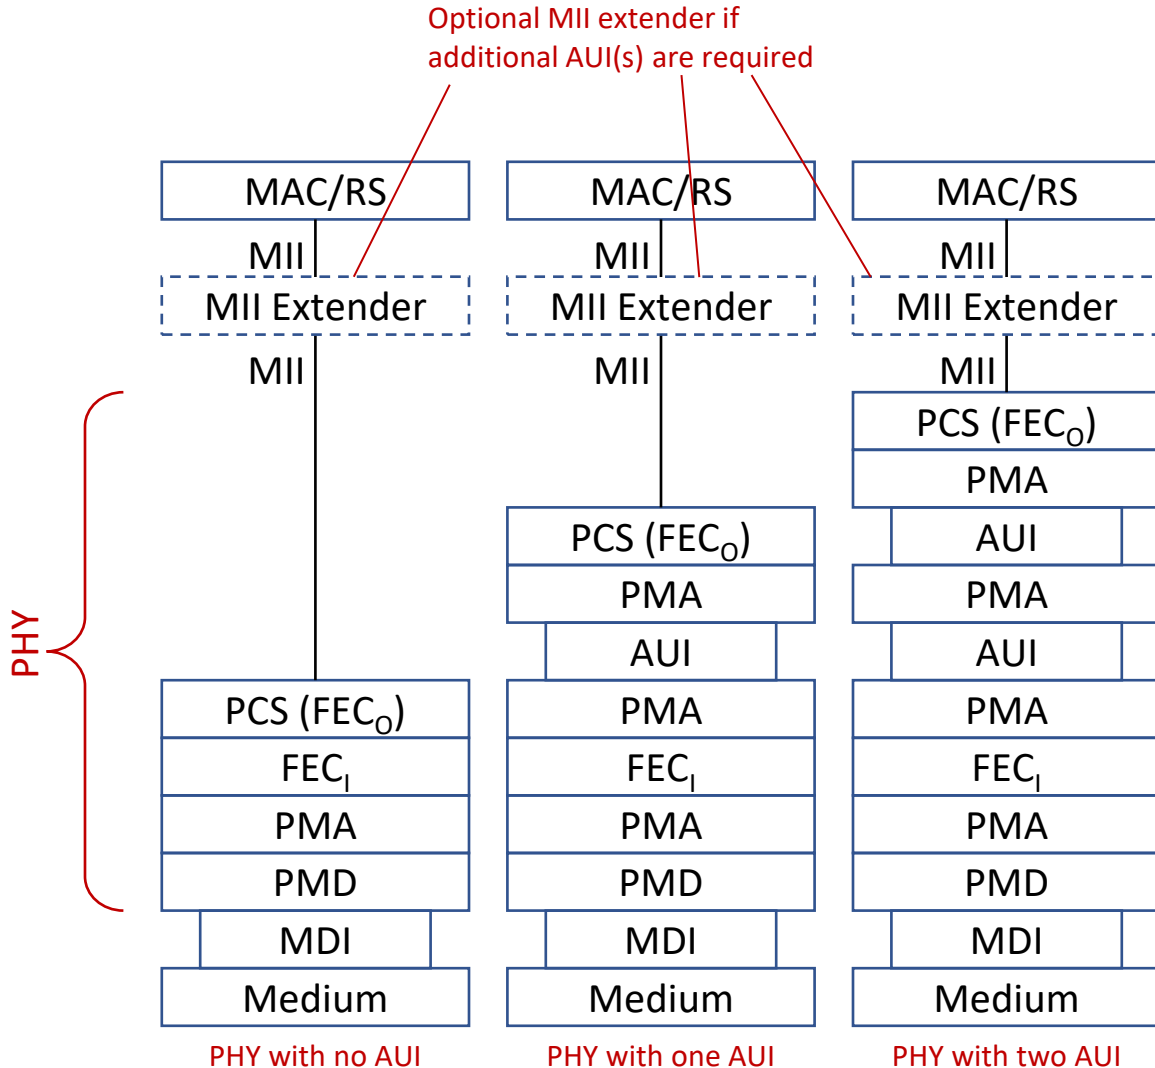 Optional MII extender if
additional AUI(s) are required
MAC/RS
MII
MII Extender
MII
PCS (FECO)
FECI
PMA
PMD
MDI
Medium
PHY with no AUI
MAC/RS
MII
MII Extender
MII
PCS (FECO)
PMA
AUI
PMA
FECI
PMA
PMD
MDI
Medium
PHY with one AUI
MAC/RS
MII
MII Extender
MII
PCS (FECO)
PMA
AUI
PMA
AUI
PMA
FECI
PMA
PMD
MDI
Medium
PHY with two AUI
PHY